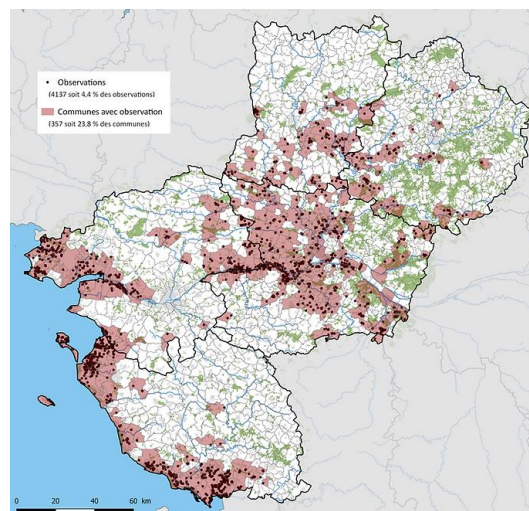 Observations
(4137 soit 4,4 % des observations)
Communes avec observation
(357 soit 23,8 % des communes)
0 20 40 60 km